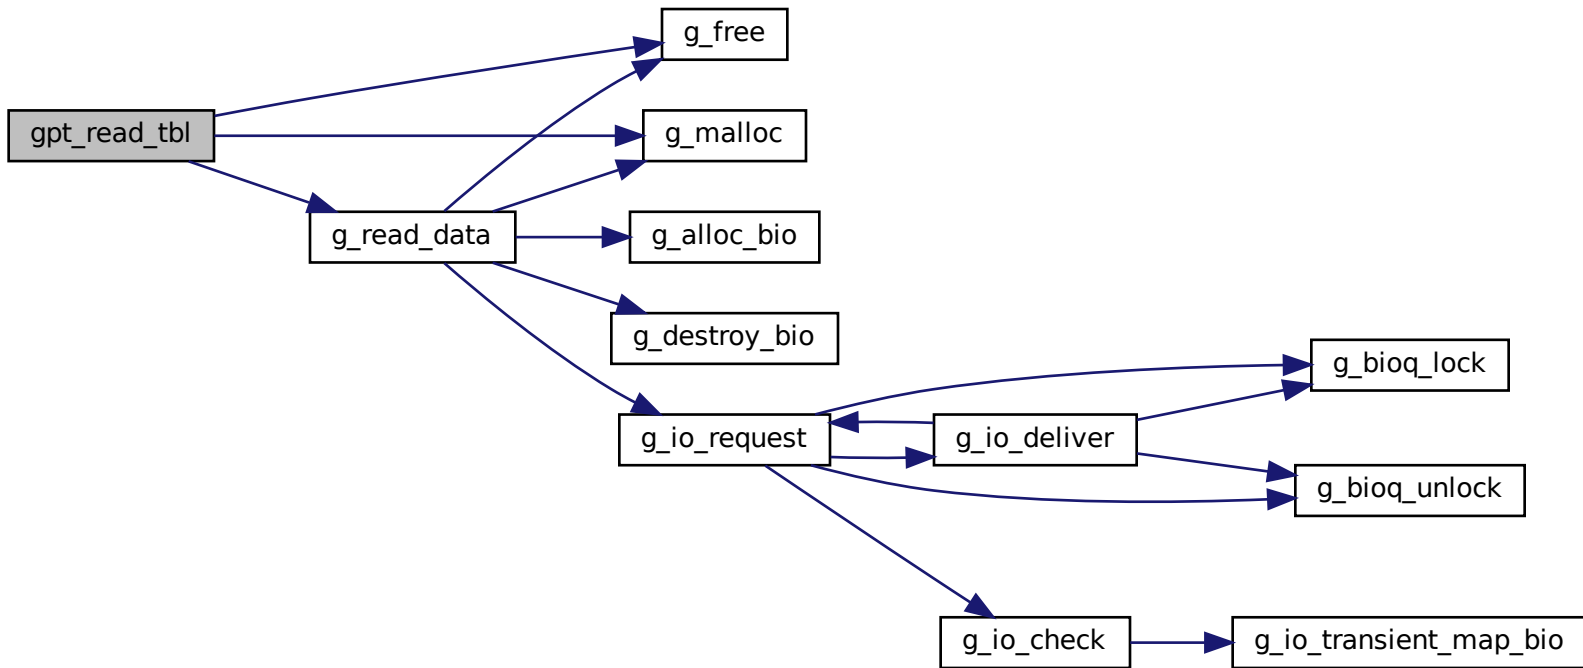 g_free
gpt_read_tbl
g_malloc
g_read_data
g_alloc_bio
g_destroy_bio
g_bioq_lock
g_io_request
g_io_deliver
g_bioq_unlock
g_io_check
g_io_transient_map_bio